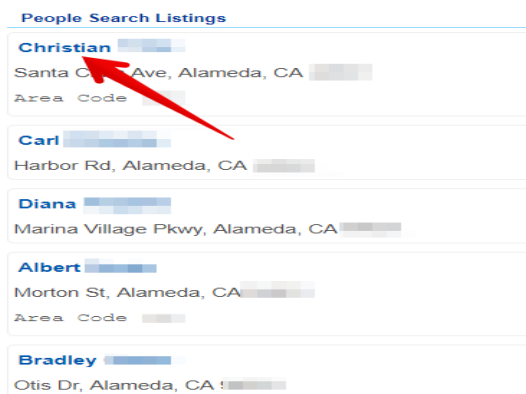 People Search Listings
Christian
Santa Ave, Alameda, CA
Area Code
Carl
Harbor Rd, Alameda, CA
Diana
Marina Village Pkwy, Alameda, CA
Albert
Morton St, Alameda, CA
Area Code
Bradley
Otis Dr, Alameda, CA